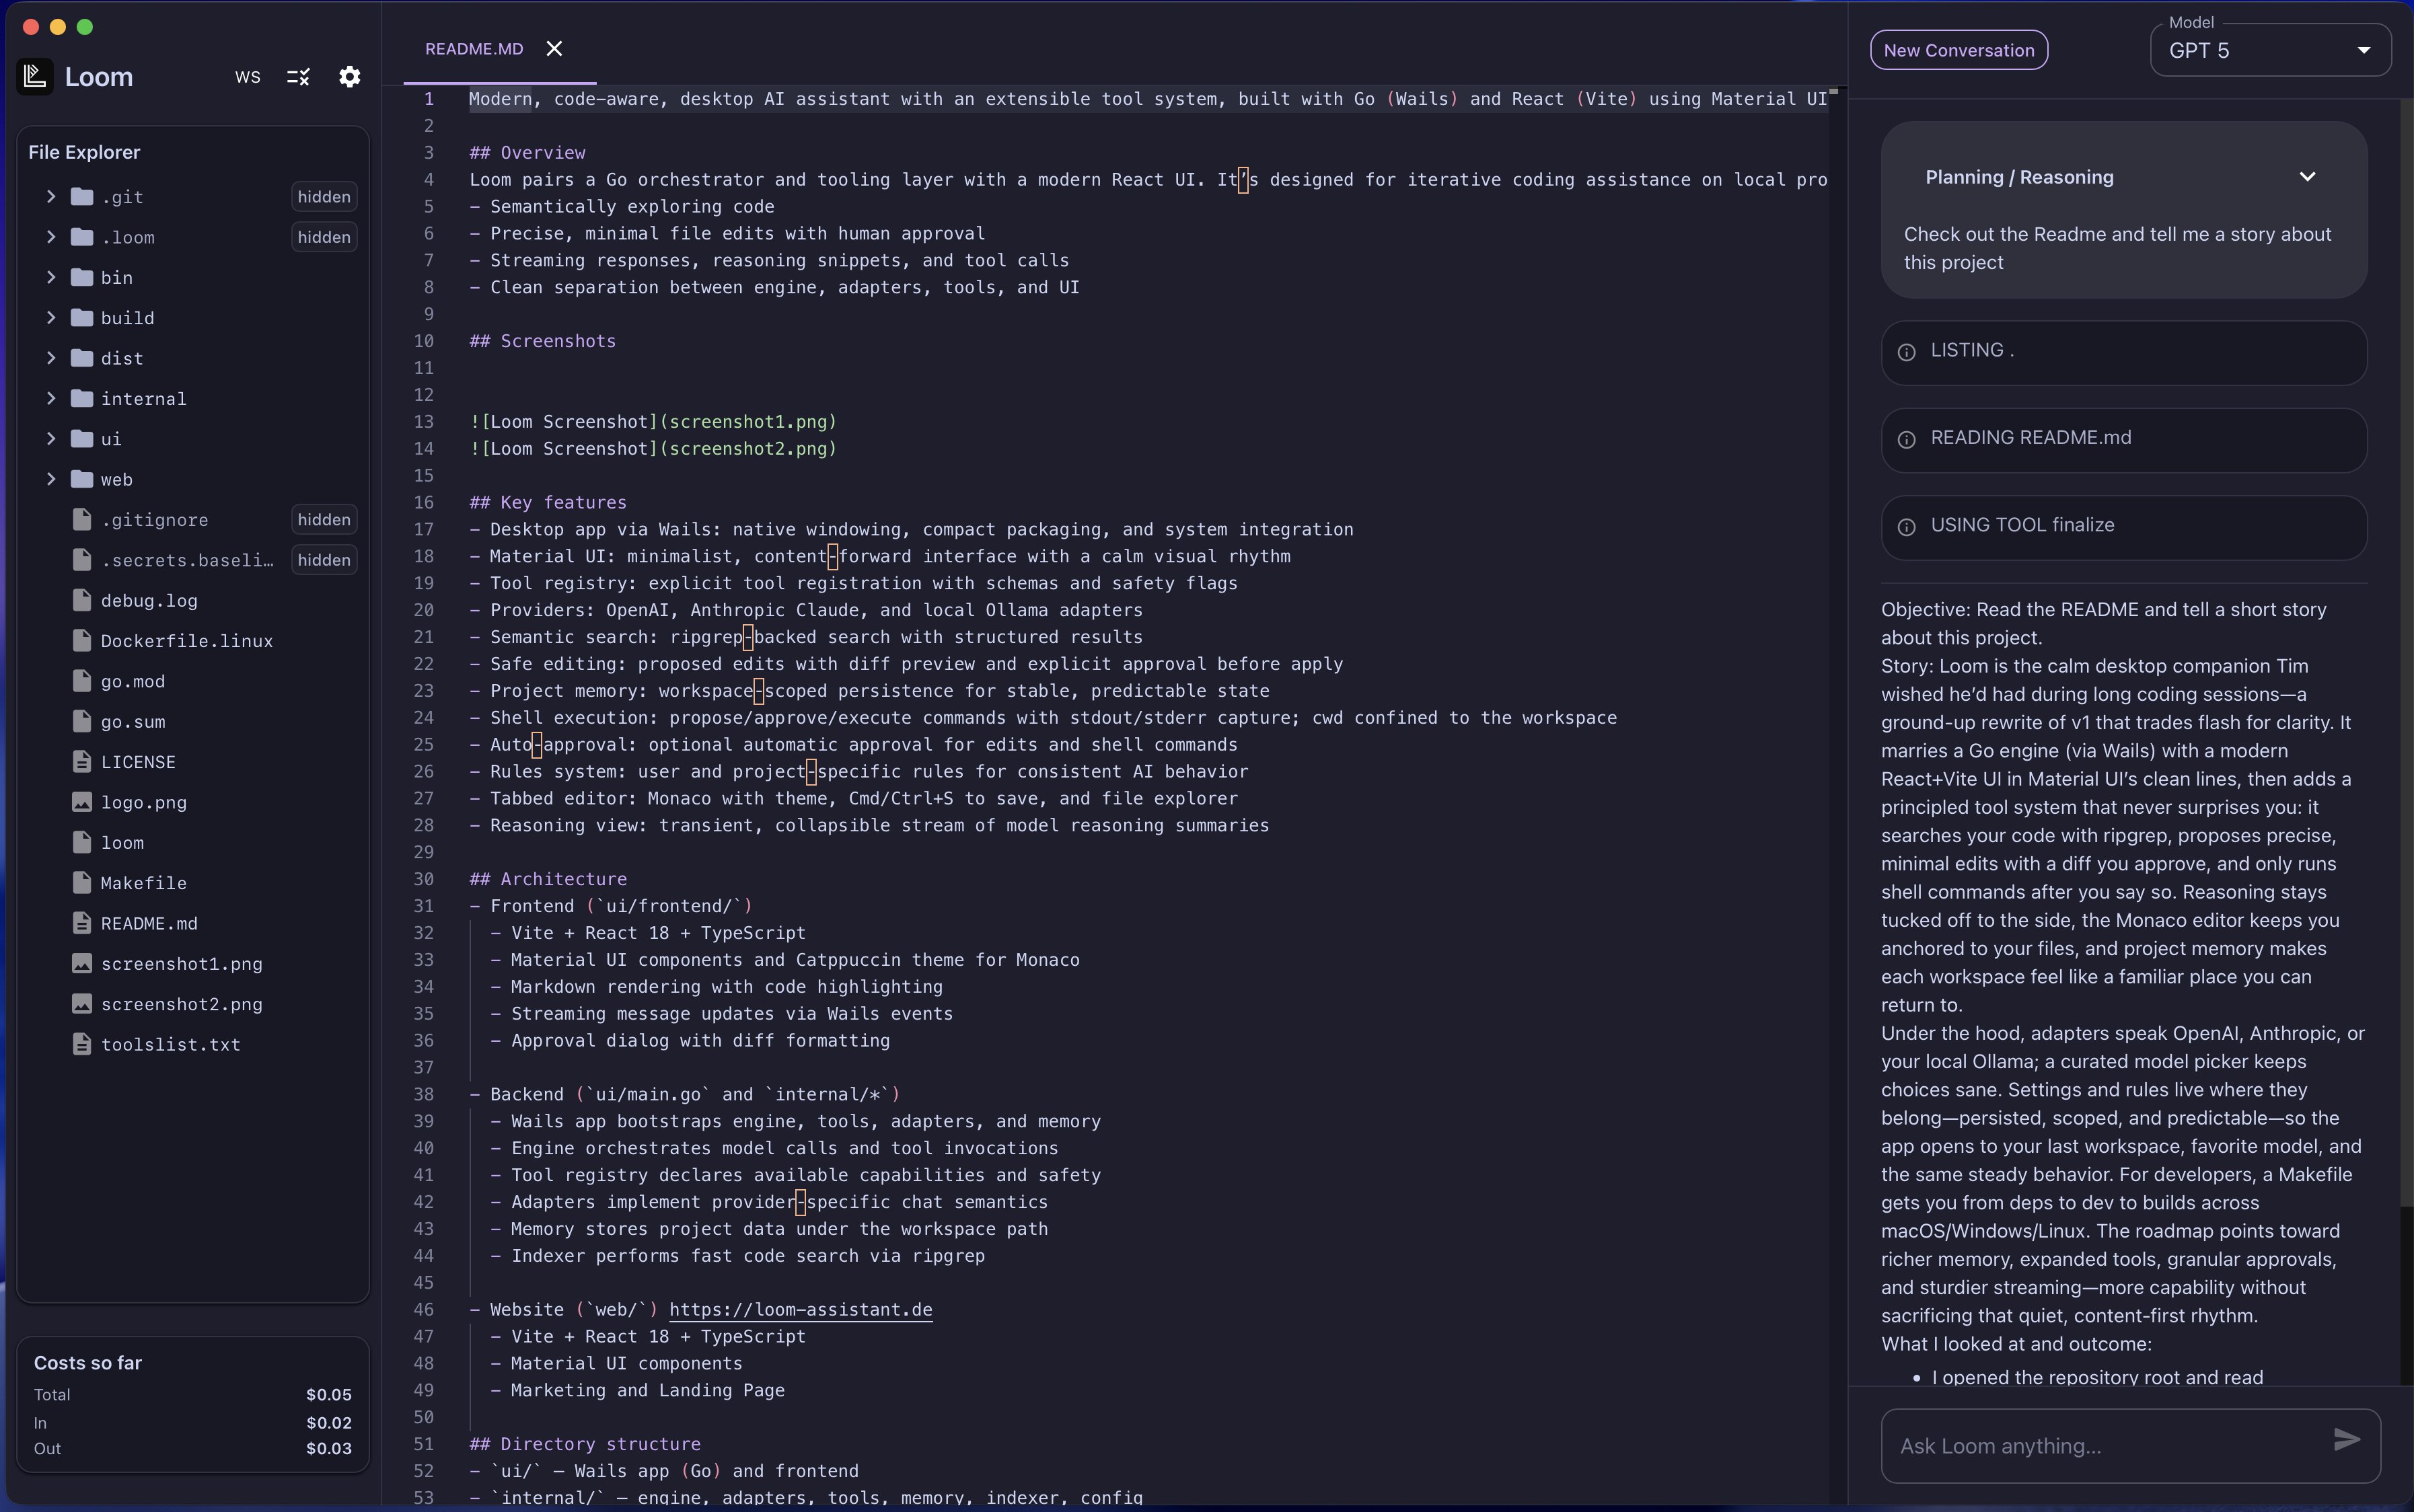 Loom
WS
File Explorer
.git hidden
.loom hidden
bin
build
dist
internal
ui
web
.gitignore hidden
.secrets.baseli… hidden
debug.log
Dockerfile.linux
go.mod
go.sum
LICENSE
logo.png
loom
Makefile
README.md
screenshot1.png
screenshot2.png
toolslist.txt
Costs so far
Total $0.05
In $0.02
Out $0.03
README.MD
1 Modern, code-aware, desktop AI assistant with an extensible tool system, built with Go (Wails) and React (Vite) using Material UI
2
3 ## Overview
4 Loom pairs a Go orchestrator and tooling layer with a modern React UI. It’s designed for iterative coding assistance on local pro
5 - Semantically exploring code
6 - Precise, minimal file edits with human approval
7 - Streaming responses, reasoning snippets, and tool calls
8 - Clean separation between engine, adapters, tools, and UI
9
10 ## Screenshots
11
12
13 ![Loom Screenshot](screenshot1.png)
14 ![Loom Screenshot](screenshot2.png)
15
16 ## Key features
17 - Desktop app via Wails: native windowing, compact packaging, and system integration
18 - Material UI: minimalist, content‑forward interface with a calm visual rhythm
19 - Tool registry: explicit tool registration with schemas and safety flags
20 - Providers: OpenAI, Anthropic Claude, and local Ollama adapters
21 - Semantic search: ripgrep‑backed search with structured results
22 - Safe editing: proposed edits with diff preview and explicit approval before apply
23 - Project memory: workspace‑scoped persistence for stable, predictable state
24 - Shell execution: propose/approve/execute commands with stdout/stderr capture; cwd confined to the workspace
25 - Auto‑approval: optional automatic approval for edits and shell commands
26 - Rules system: user and project‑specific rules for consistent AI behavior
27 - Tabbed editor: Monaco with theme, Cmd/Ctrl+S to save, and file explorer
28 - Reasoning view: transient, collapsible stream of model reasoning summaries
29
30 ## Architecture
31 - Frontend (`ui/frontend/`)
32 - Vite + React 18 + TypeScript
33 - Material UI components and Catppuccin theme for Monaco
34 - Markdown rendering with code highlighting
35 - Streaming message updates via Wails events
36 - Approval dialog with diff formatting
37
38 - Backend (`ui/main.go` and `internal/*`)
39 - Wails app bootstraps engine, tools, adapters, and memory
40 - Engine orchestrates model calls and tool invocations
41 - Tool registry declares available capabilities and safety
42 - Adapters implement provider‑specific chat semantics
43 - Memory stores project data under the workspace path
44 - Indexer performs fast code search via ripgrep
45
46 - Website (`web/`) https://loom-assistant.de
47 - Vite + React 18 + TypeScript
48 - Material UI components
49 - Marketing and Landing Page
50
51 ## Directory structure
52 - `ui/` — Wails app (Go) and frontend
53 - `internal/` — engine, adapters, tools, memory, indexer, config
New Conversation
Model
GPT 5
Planning / Reasoning
Check out the Readme and tell me a story about
this project
LISTING .
READING README.md
USING TOOL finalize
Objective: Read the README and tell a short story
about this project.
Story: Loom is the calm desktop companion Tim
wished he’d had during long coding sessions—a
ground-up rewrite of v1 that trades flash for clarity. It
marries a Go engine (via Wails) with a modern
React+Vite UI in Material UI’s clean lines, then adds a
principled tool system that never surprises you: it
searches your code with ripgrep, proposes precise,
minimal edits with a diff you approve, and only runs
shell commands after you say so. Reasoning stays
tucked off to the side, the Monaco editor keeps you
anchored to your files, and project memory makes
each workspace feel like a familiar place you can
return to.
Under the hood, adapters speak OpenAI, Anthropic, or
your local Ollama; a curated model picker keeps
choices sane. Settings and rules live where they
belong—persisted, scoped, and predictable—so the
app opens to your last workspace, favorite model, and
the same steady behavior. For developers, a Makefile
gets you from deps to dev to builds across
macOS/Windows/Linux. The roadmap points toward
richer memory, expanded tools, granular approvals,
and sturdier streaming—more capability without
sacrificing that quiet, content-first rhythm.
What I looked at and outcome:
• I opened the repository root and read
Ask Loom anything...